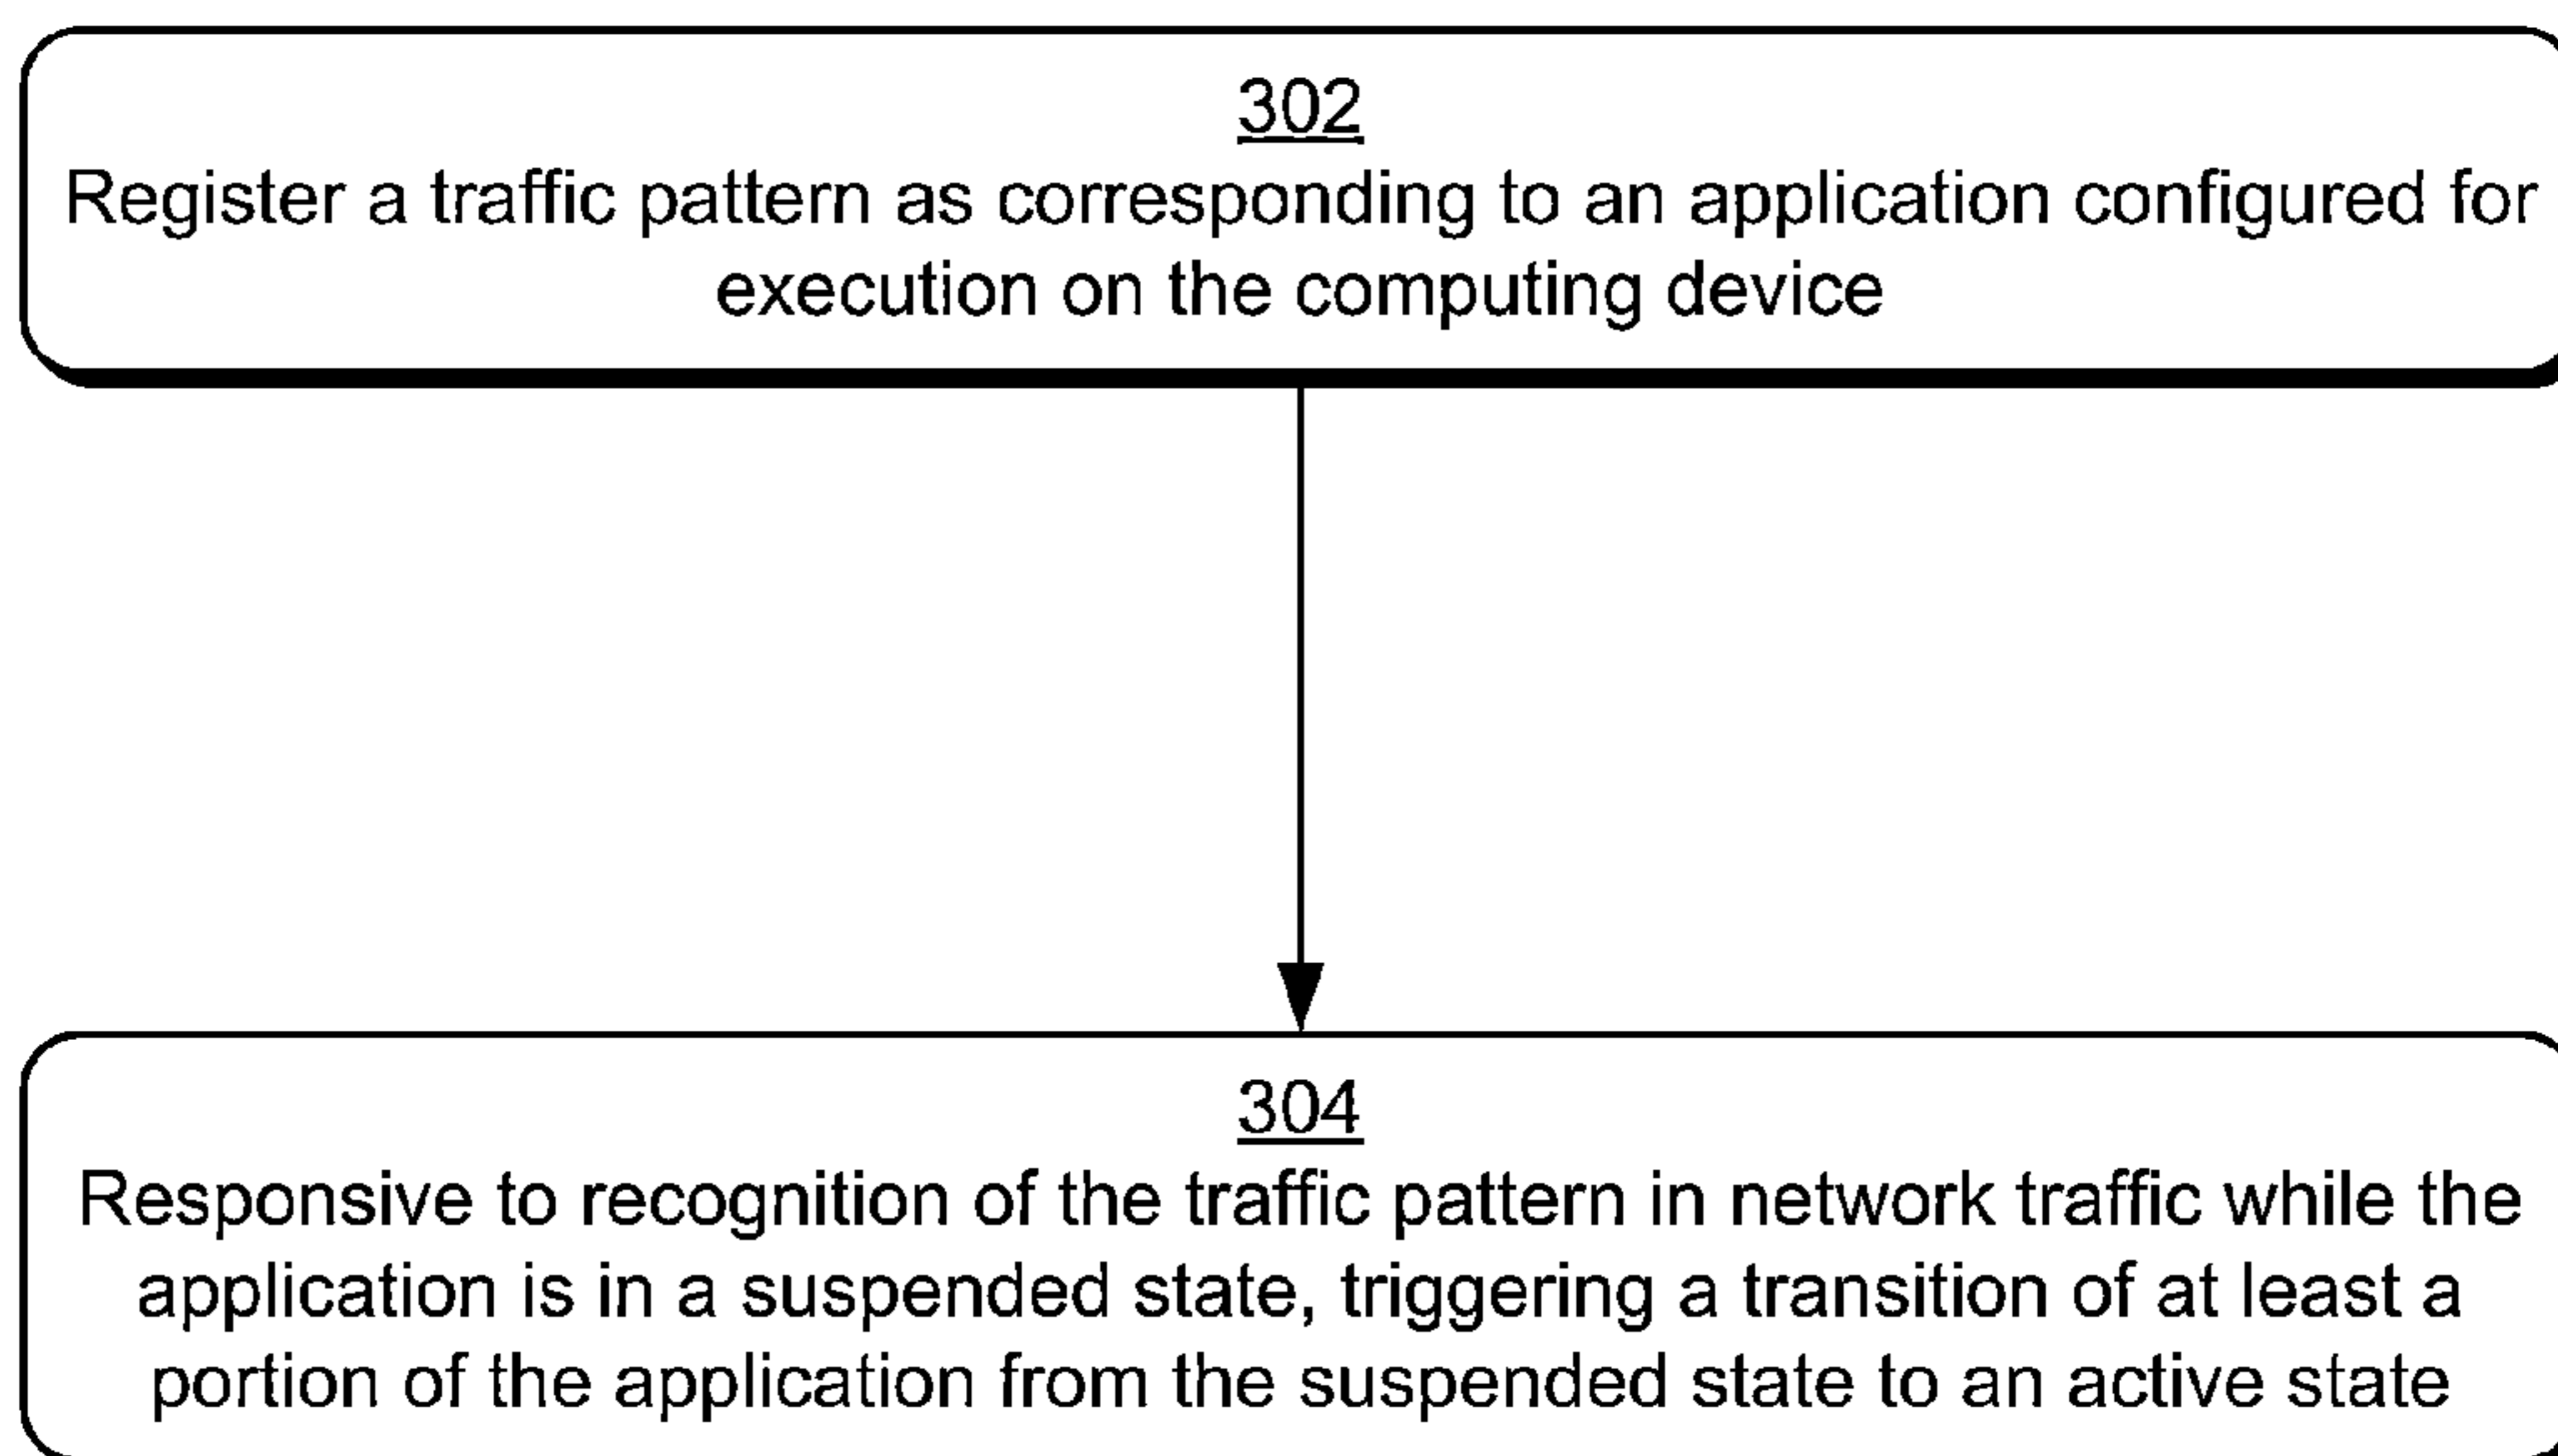 302
Register a traffic pattern as corresponding to an application configured for
execution on the computing device
304
Responsive to recognition of the traffic pattern in network traffic while the
application is in a suspended state, triggering a transition of at least a
portion of the application from the suspended state to an active state